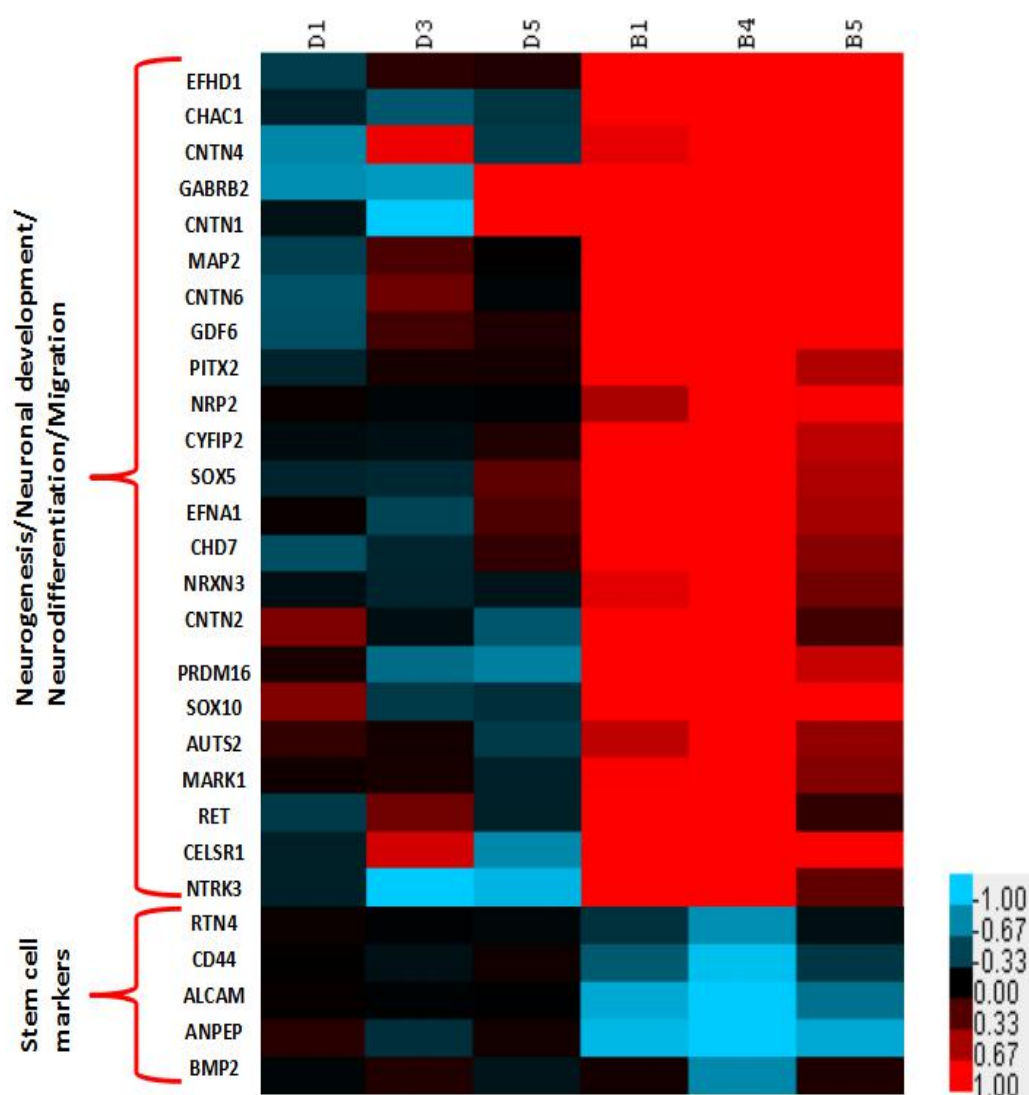 D1 D3 D5 B1 B4 B5
Neurogenesis/Neuronal development/
Neurodifferentiation/Migration
EFHD1
CHAC1
CNTN4
GABRB2
CNTN1
MAP2
CNTN6
GDF6
PITX2
NRP2
CYFIP2
SOX5
EFNA1
CHD7
NRXN3
CNTN2
PRDM16
SOX10
AUTS2
MARK1
RET
CELSR1
NTRK3
Stem cell
markers
RTN4
CD44
ALCAM
ANPEP
BMP2
-1.00
-0.67
-0.33
0.00
0.33
0.67
1.00